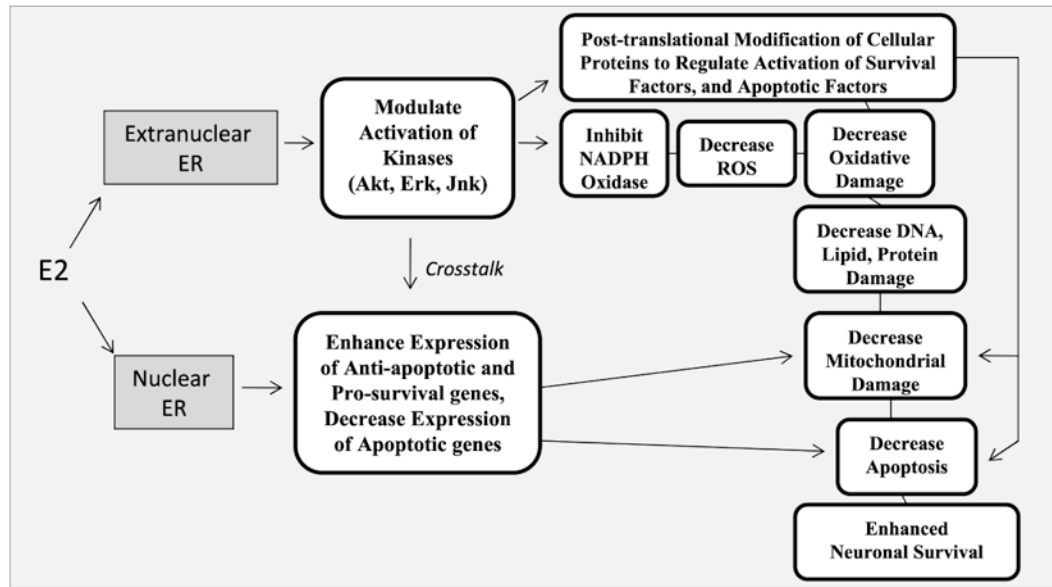 Post-translational Modification of Cellular
Proteins to Regulate Activation of Survival
Factors, and Apoptotic Factors
Extranuclear
ER
Modulate
Activation of
Kinases
(Akt, Erk, Jnk)
Inhibit
NADPH
Oxidase
Decrease
ROS
Decrease
Oxidative
Damage
Decrease DNA,
Lipid, Protein
Damage
E2
Crosstalk
Nuclear
ER
Enhance Expression
of Anti-apoptotic and
Pro-survival genes,
Decrease Expression
of Apoptotic genes
Decrease
Mitochondrial
Damage
Decrease
Apoptosis
Enhanced
Neuronal Survival